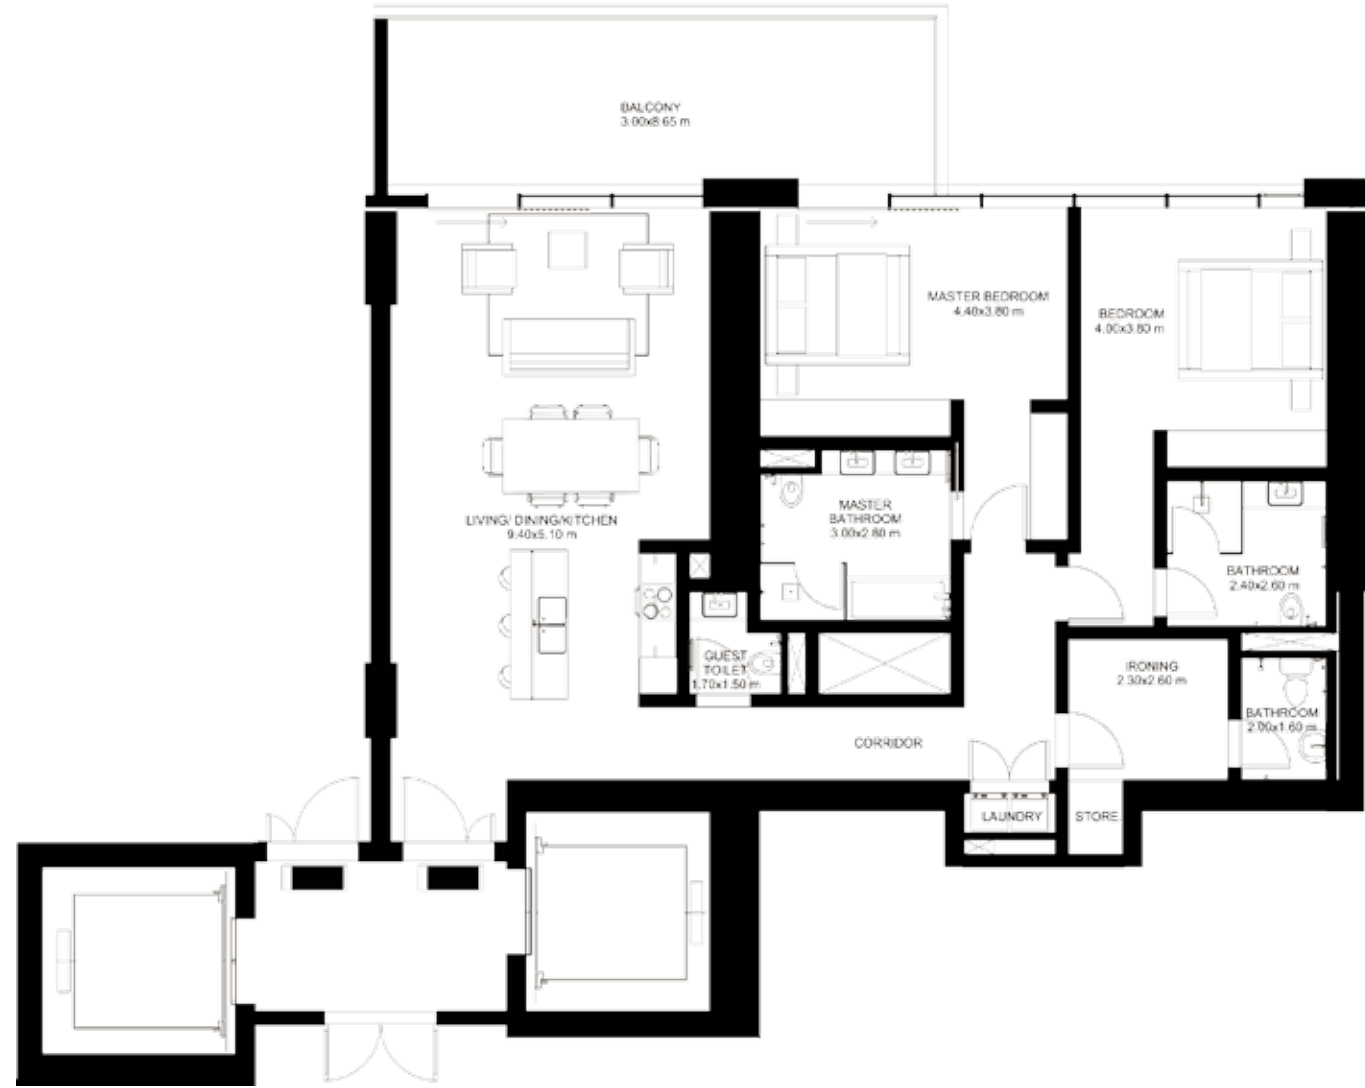 BALCONY
3.00x8.65 m
MASTER BEDROOM
4.40x3.80 m
BEDROOM
4.00x3.80 m
LIVING/ DINING/KITCHEN
9.40x5.10 m
MASTER
BATHROOM
3.00x2.80 m
BATHROOM
2.40x2.60 m
GUEST
TOILET
1.70x1.50 m
IRONING
2.30x2.60 m
BATHROOM
2.00x1.60 m
CORRIDOR
LAUNDRY
STORE